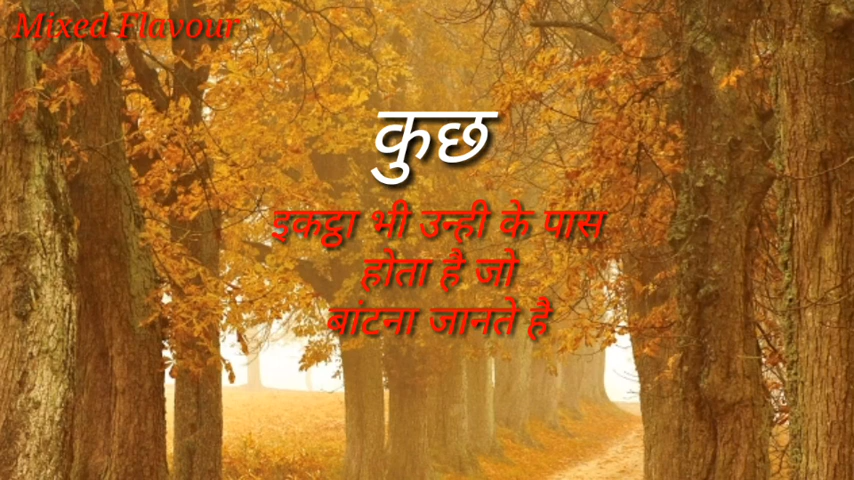 Mixed Flavour
कुछ
इकट्ठा भी उन्ही के पास
होता है जो
बांटना जानते है